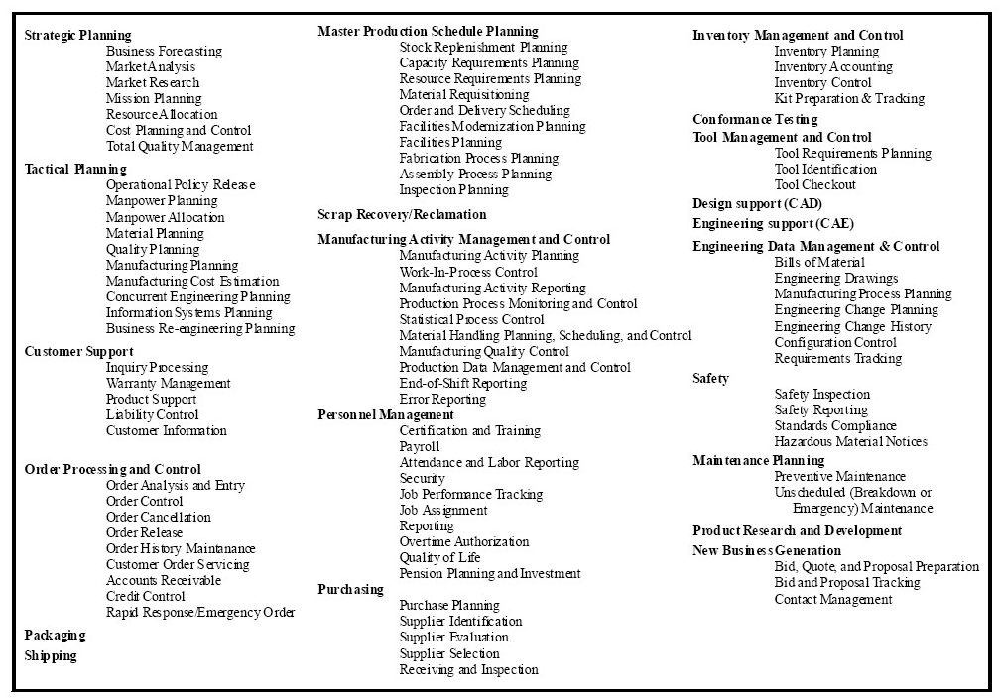 Strategic Planning
Business Forecasting
Market Analysis
Market Research
Mission Planning
Resource Allocation
Cost Planning and Control
Total Quality Management
Tactical Planning
Operational Policy Release
Manpower Planning
Manpower Allocation
Material Planning
Quality Planning
Manufacturing Planning
Manufacturing Cost Estimation
Concurrent Engineering Planning
Information Systems Planning
Business Re-engineering Planning
Customer Support
Inquiry Processing
Warranty Management
Product Support
Liability Control
Customer Information
Order Processing and Control
Order Analysis and Entry
Order Control
Order Cancellation
Order Release
Order History Maintanance
Customer Order Servicing
Accounts Receivable
Credit Control
Rapid Response/Emergency Order
Packaging
Shipping
Master Production Schedule Planning
Stock Replenishment Planning
Capacity Requirements Planning
Resource Requirements Planning
Material Requisitioning
Order and Delivery Scheduling
Facilities Modernization Planning
Facilities Planning
Fabrication Process Planning
Assembly Process Planning
Inspection Planning
Scrap Recovery/Reclamation
Manufacturing Activity Management and Control
Manufacturing Activity Planning
Work-In-Process Control
Manufacturing Activity Reporting
Production Process Monitoring and Control
Statistical Process Control
Material Handling Planning, Scheduling, and Control
Manufacturing Quality Control
Production Data Management and Control
End-of-Shift Reporting
Error Reporting
Personnel Management
Certification and Training
Payroll
Attendance and Labor Reporting
Security
Job Performance Tracking
Job Assignment
Reporting
Overtime Authorization
Quality of Life
Pension Planning and Investment
Purchasing
Purchase Planning
Supplier Identification
Supplier Evaluation
Supplier Selection
Receiving and Inspection
Inventory Management and Control
Inventory Planning
Inventory Accounting
Inventory Control
Kit Preparation & Tracking
Conformance Testing
Tool Management and Control
Tool Requirements Planning
Tool Identification
Tool Checkout
Design support (CAD)
Engineering support (CAE)
Engineering Data Management & Control
Bills of Material
Engineering Drawings
Manufacturing Process Planning
Engineering Change Planning
Engineering Change History
Configuration Control
Requirements Tracking
Safety
Safety Inspection
Safety Reporting
Standards Compliance
Hazardous Material Notices
Maintenance Planning
Preventive Maintenance
Unscheduled (Breakdown or
Emergency) Maintenance
Product Research and Development
New Business Generation
Bid, Quote, and Proposal Preparation
Bid and Proposal Tracking
Contact Management